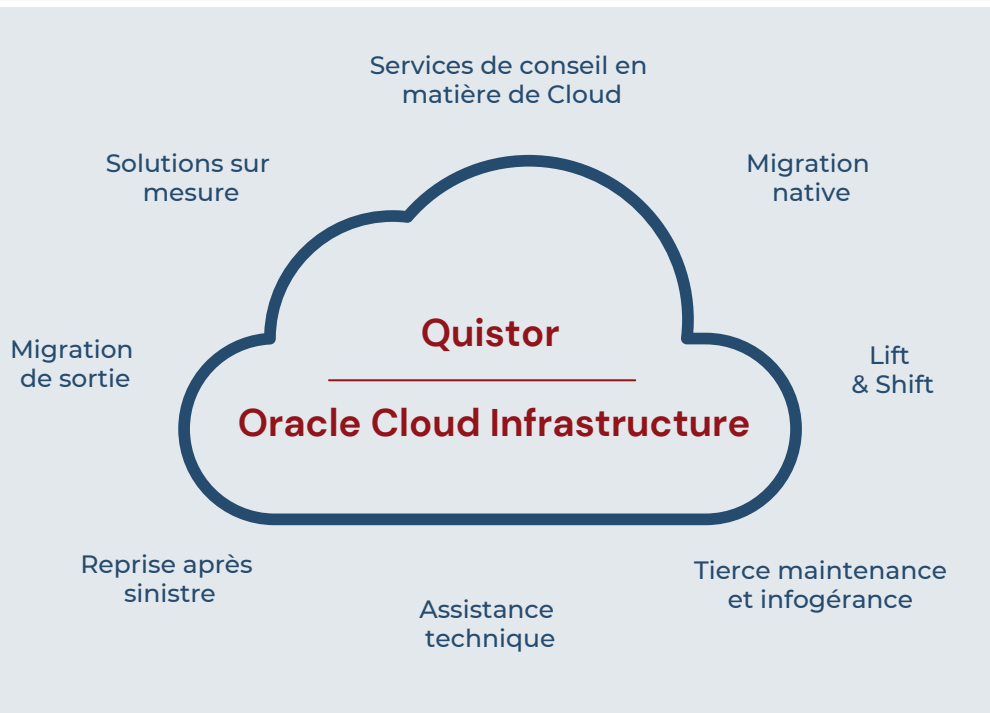 Services de conseil en
matière de Cloud
Solutions sur
mesure
Migration
native
Quistor
Migration
de sortie
Lift
& Shift
Oracle Cloud Infrastructure
Reprise après
sinistre
Tierce maintenance
et infogérance
Assistance
technique